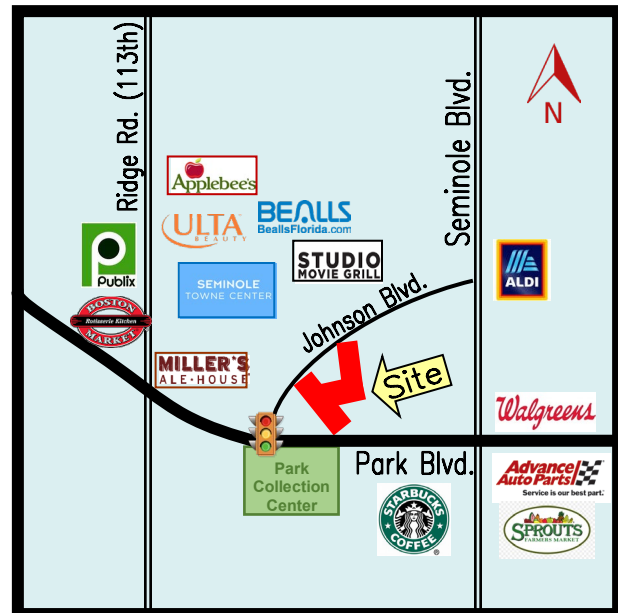 Ridge Rd. (113th)
Seminole Blvd.
N
Applebee's
ULTA
BEAUTY
BEALLS
BeallsFlorida.com
STUDIO
MOVIE GRILL
Publix
SEMINOLE
TOWNE CENTER
ALDI
BOSTON
Rotisserie Kitchen
MARKET
Johnson Blvd.
MILLER'S
ALE·HOUSE
Site
Walgreens
Park Blvd.
Park
Collection
Center
Advance
Auto Parts
Service is our best part.
STARBUCKS
COFFEE
SPROUTS
FARMERS MARKET